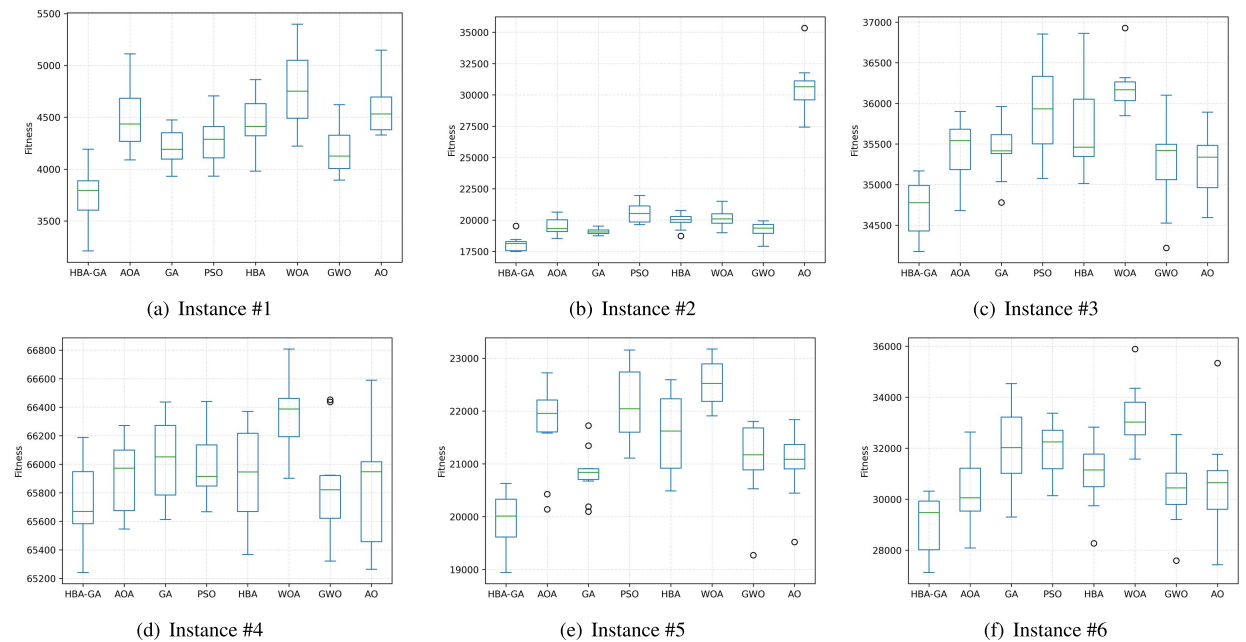 5500
5000
4500
4000
3500
Fitness
HBA-GA AOA GA PSO HBA WOA GWO AO
(a) Instance #1
35000
32500
30000
27500
25000
22500
20000
17500
Fitness
HBA-GA AOA GA PSO HBA WOA GWO AO
(b) Instance #2
37000
36500
36000
35500
35000
34500
Fitness
HBA-GA AOA GA PSO HBA WOA GWO AO
(c) Instance #3
66800
66600
66400
66200
66000
65800
65600
65400
65200
Fitness
HBA-GA AOA GA PSO HBA WOA GWO AO
(d) Instance #4
23000
22000
21000
20000
19000
Fitness
HBA-GA AOA GA PSO HBA WOA GWO AO
(e) Instance #5
36000
34000
32000
30000
28000
Fitness
HBA-GA AOA GA PSO HBA WOA GWO AO
(f) Instance #6